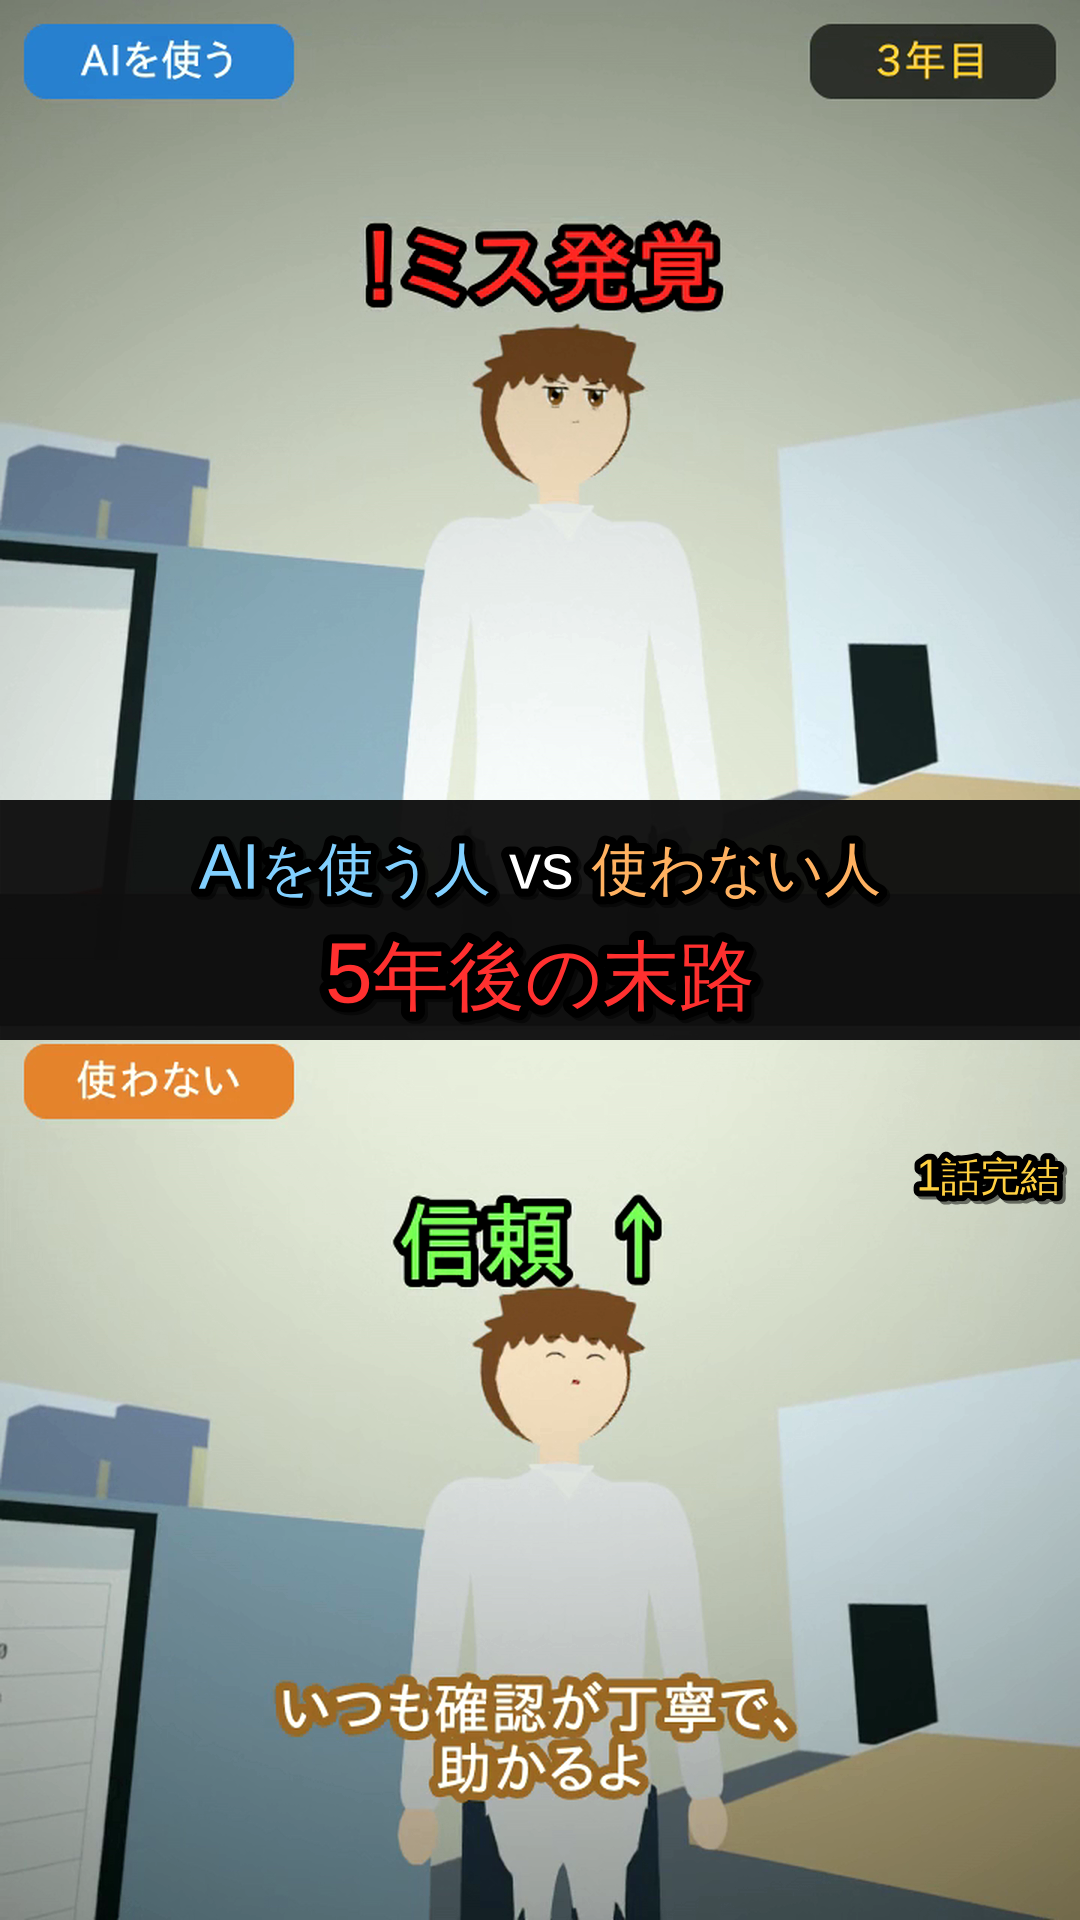 AIを使う
3年目
!ミス発覚
AIを使う人 vs 使わない人
5年後の末路
使わない
1話完結
信頼 ↑
いつも確認が丁寧で、
助かるよ